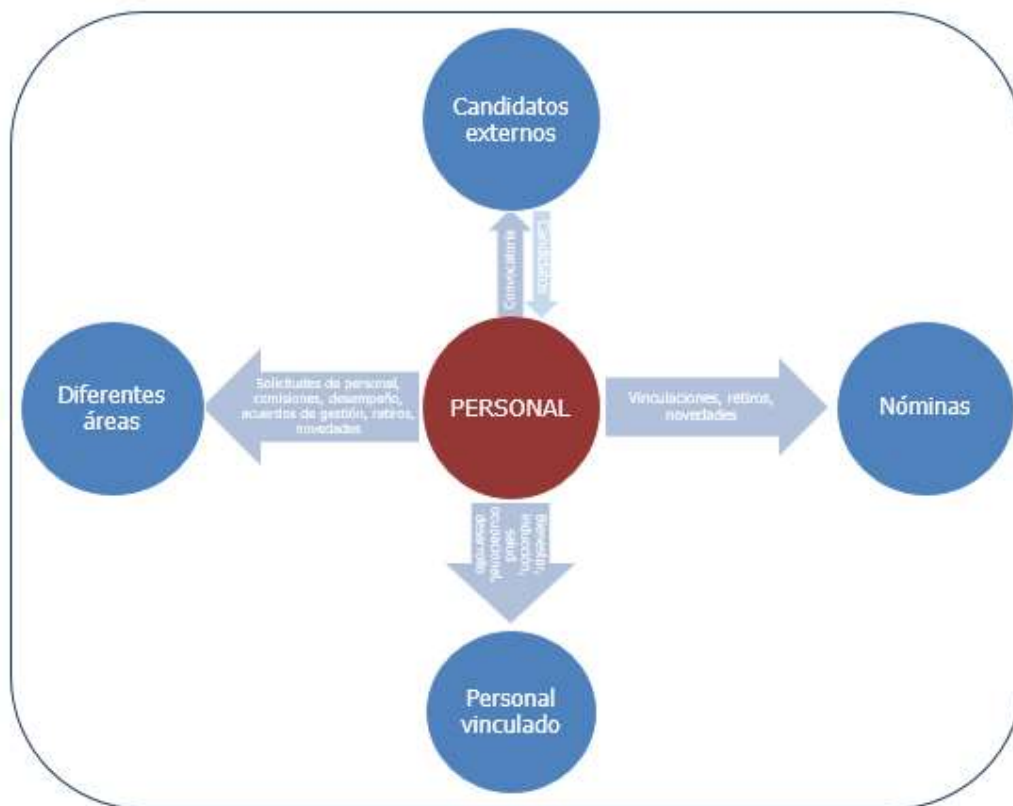 Candidatos
externos
Convocatoria
Candidatos
Diferentes
áreas
Solicitudes de personal,
comisiones, desempeño,
acuerdos de gestión, retiros,
novedades
PERSONAL
Vinculaciones, retiros,
novedades
Nóminas
Bienestar,
inducción,
salud
ocupacional,
desarrollo
Personal
vinculado